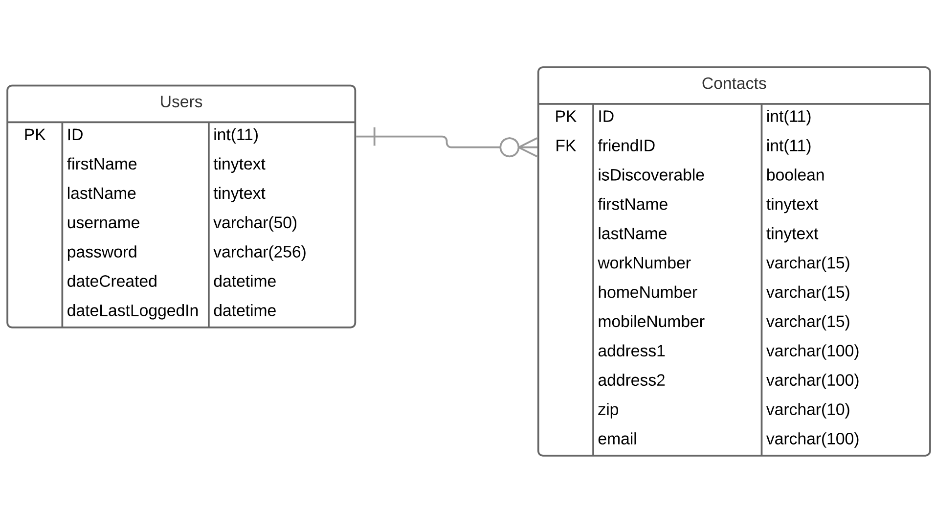 Users
PK ID int(11)
firstName tinytext
lastName tinytext
username varchar(50)
password varchar(256)
dateCreated datetime
dateLastLoggedIn datetime
Contacts
PK ID int(11)
FK friendID int(11)
isDiscoverable boolean
firstName tinytext
lastName tinytext
workNumber varchar(15)
homeNumber varchar(15)
mobileNumber varchar(15)
address1 varchar(100)
address2 varchar(100)
zip varchar(10)
email varchar(100)